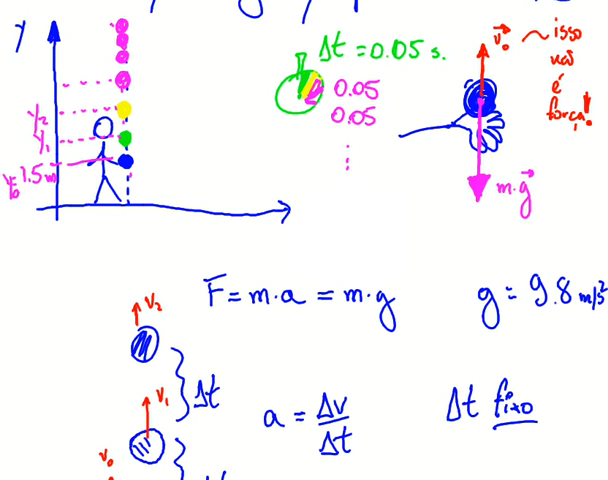 y
Δt = 0.05 s.
0.05
0.05
⋮
v₀ ~ isso
não
é
força!
y₂
y₁
y₀ 1.5 m
m·g
F = m·a = m·g
g = 9.8 m/s²
v₂
Δt
v₁
a = Δv/Δt
Δt fixo
v₀